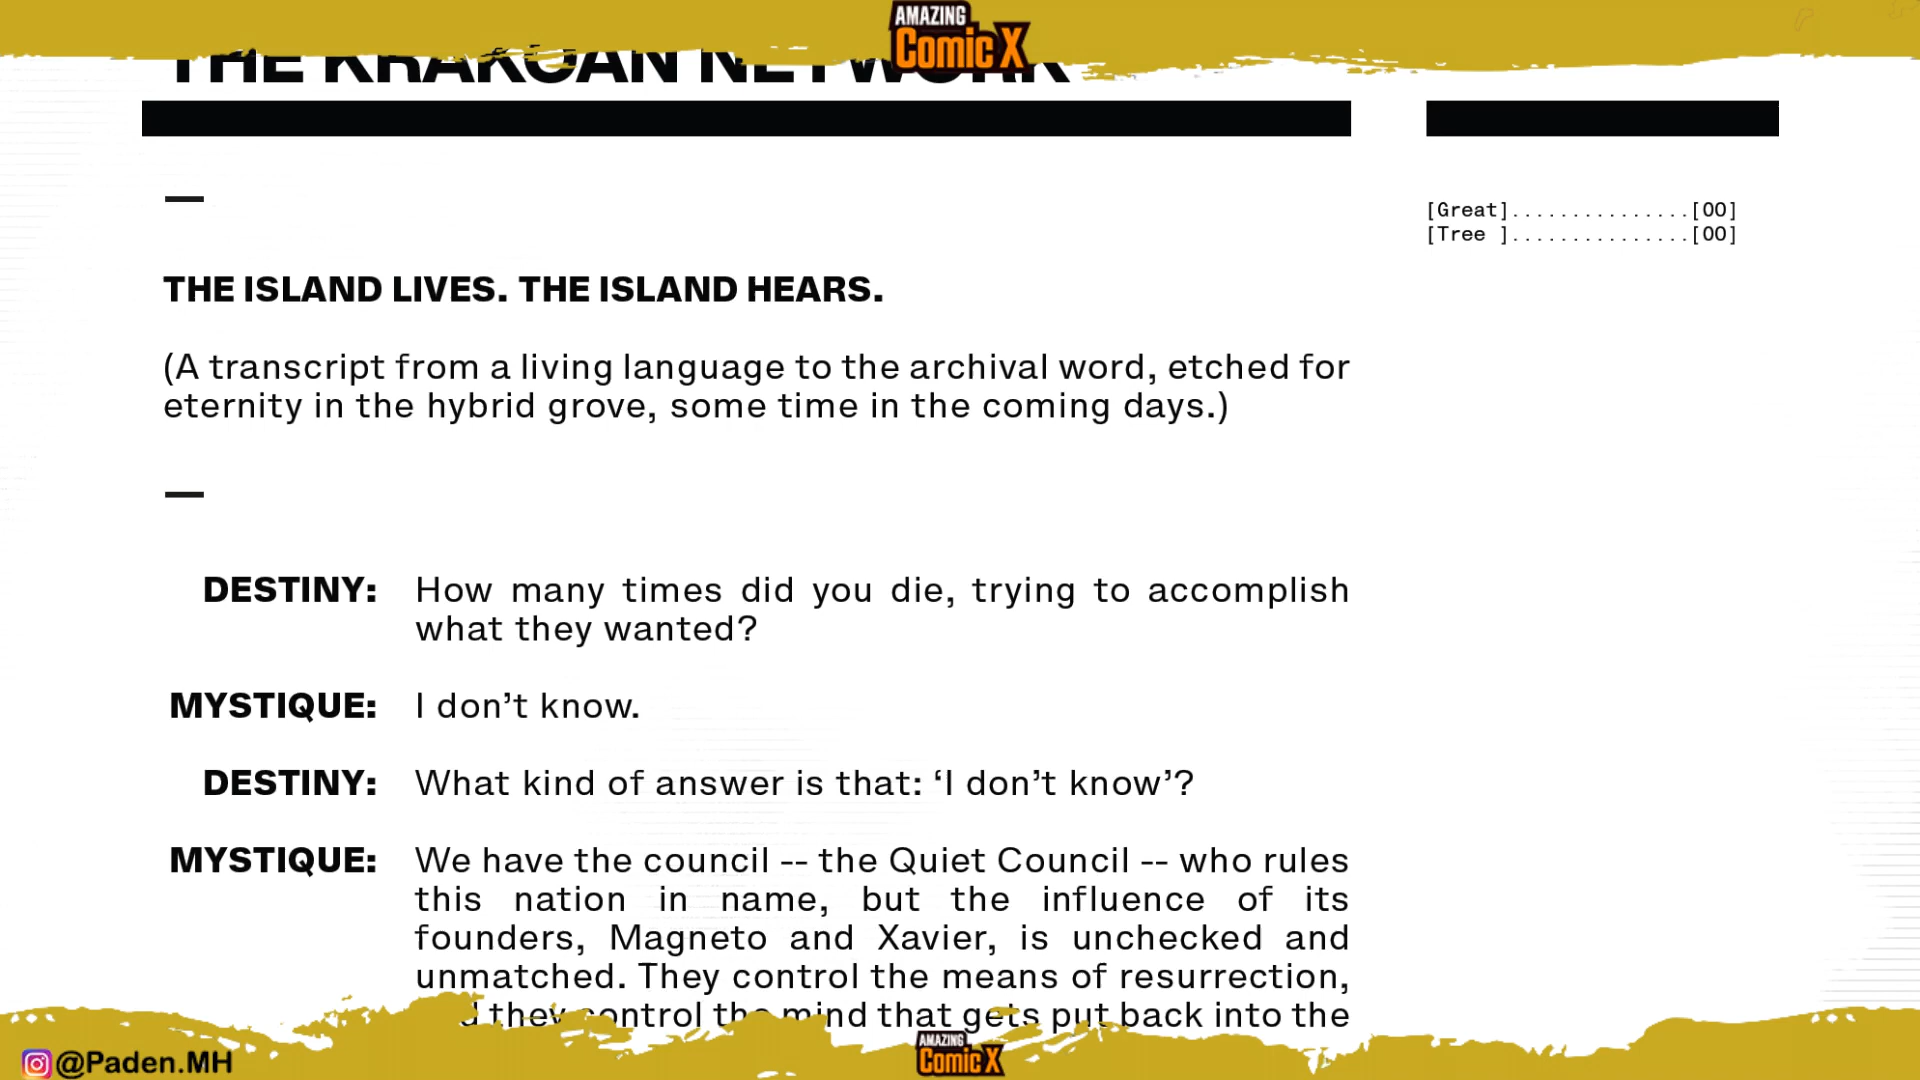 AMAZING
Comic X
THE KRAKOAN NETWORK
[Great]...............[00]
[Tree ]...............[00]
THE ISLAND LIVES. THE ISLAND HEARS.
(A transcript from a living language to the archival word, etched for
eternity in the hybrid grove, some time in the coming days.)
DESTINY: How many times did you die, trying to accomplish
what they wanted?
MYSTIQUE: I don’t know.
DESTINY: What kind of answer is that: ‘I don’t know’?
MYSTIQUE: We have the council -- the Quiet Council -- who rules
this nation in name, but the influence of its
founders, Magneto and Xavier, is unchecked and
unmatched. They control the means of resurrection,
they control the mind that gets put back into the
AMAZING
Comic X
@Paden.MH